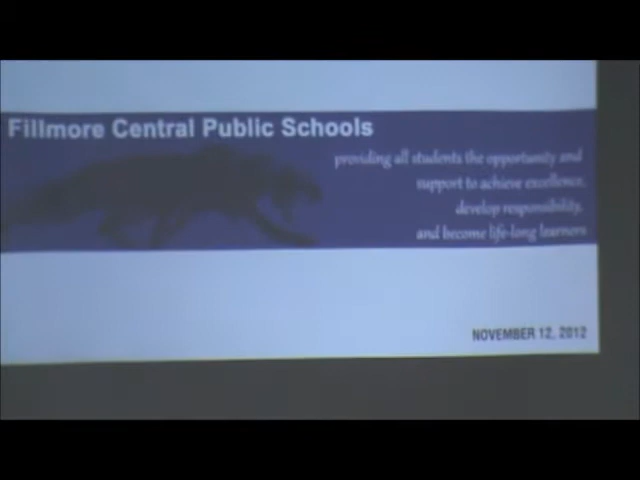 Fillmore Central Public Schools
providing all students the opportunity and
support to achieve excellence,
develop responsibility,
and become life-long learners
NOVEMBER 12, 2012